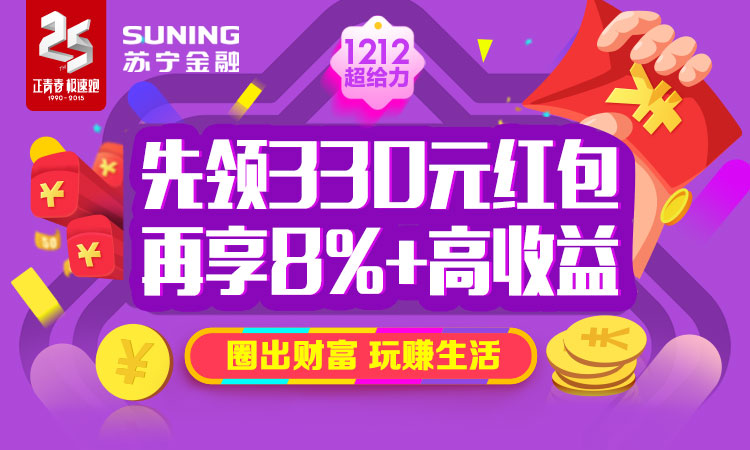 25
TM
正青春 极速跑
1990-2015
SUNING
苏宁金融
1212
超给力
先领330元红包
再享8%+高收益
圈出财富 玩赚生活